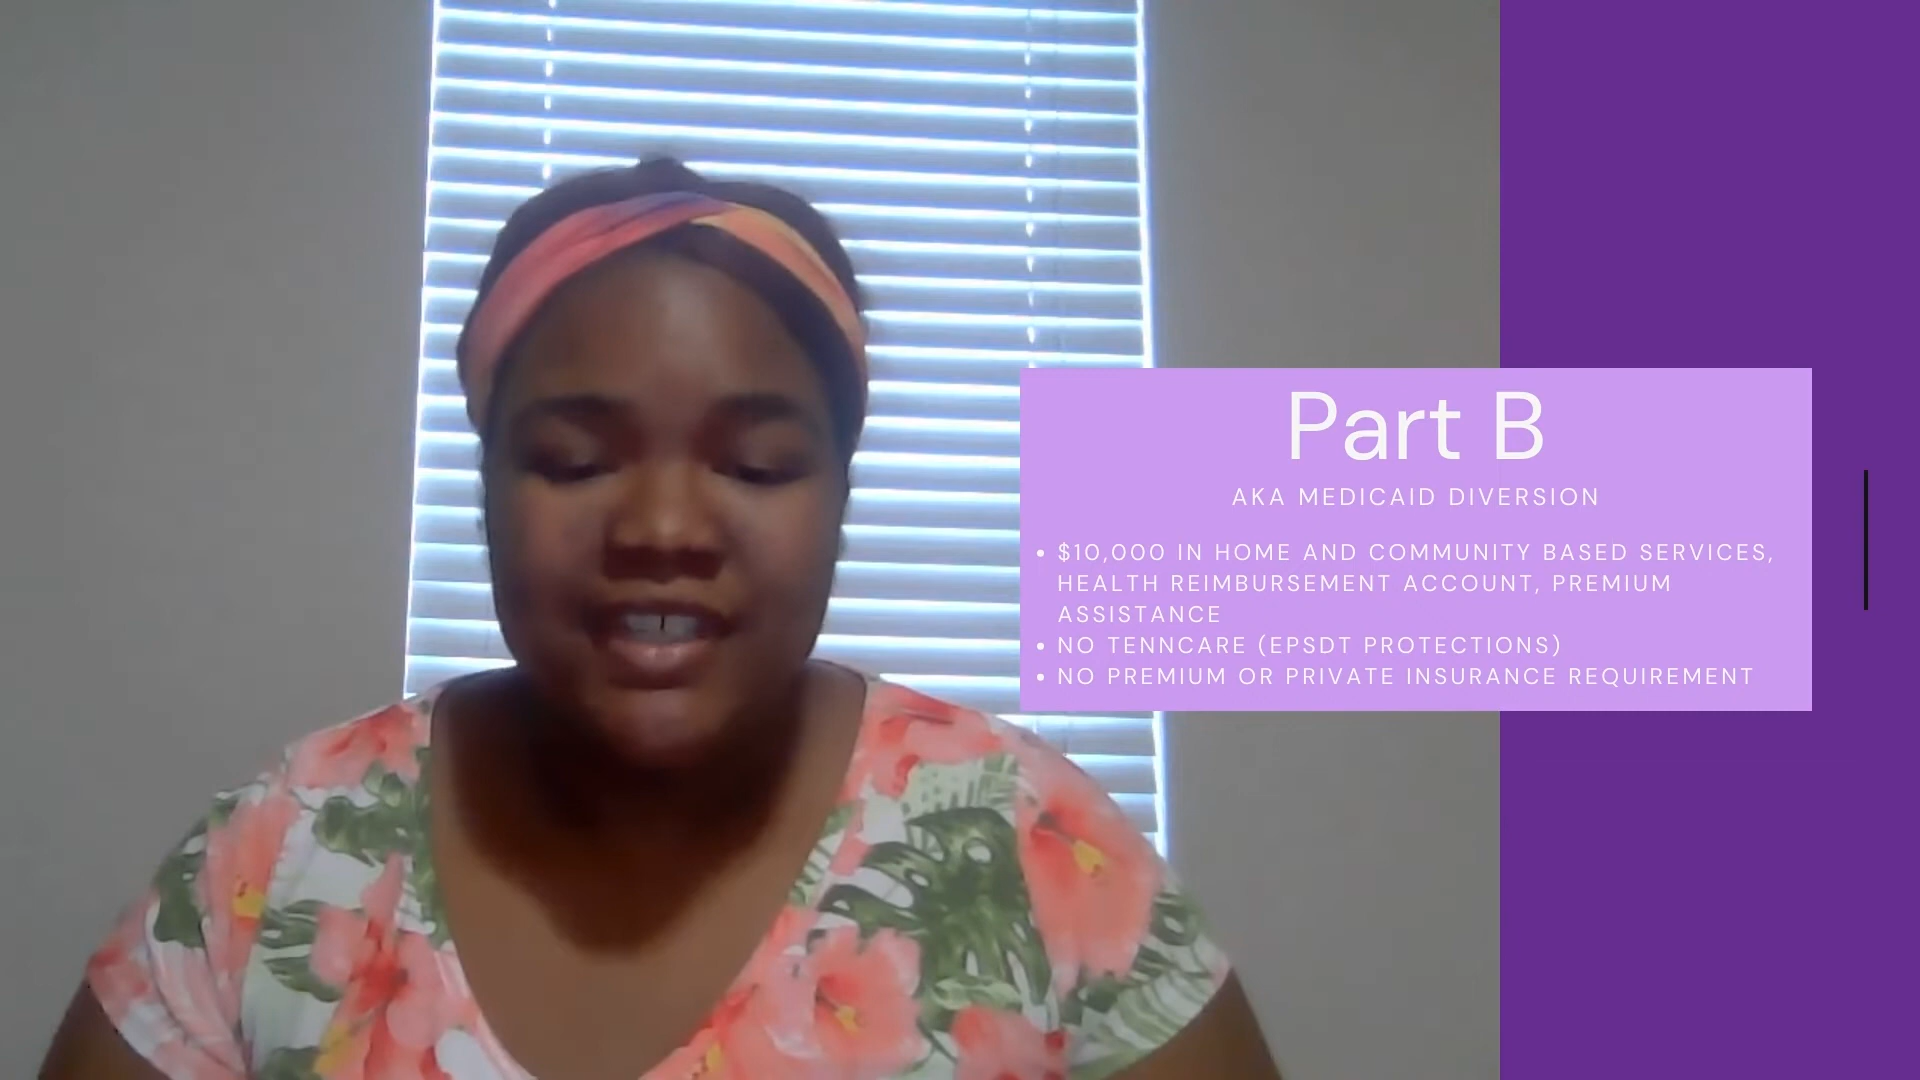 Part B
AKA MEDICAID DIVERSION
• $10,000 IN HOME AND COMMUNITY BASED SERVICES,
HEALTH REIMBURSEMENT ACCOUNT, PREMIUM
ASSISTANCE
• NO TENNCARE (EPSDT PROTECTIONS)
• NO PREMIUM OR PRIVATE INSURANCE REQUIREMENT